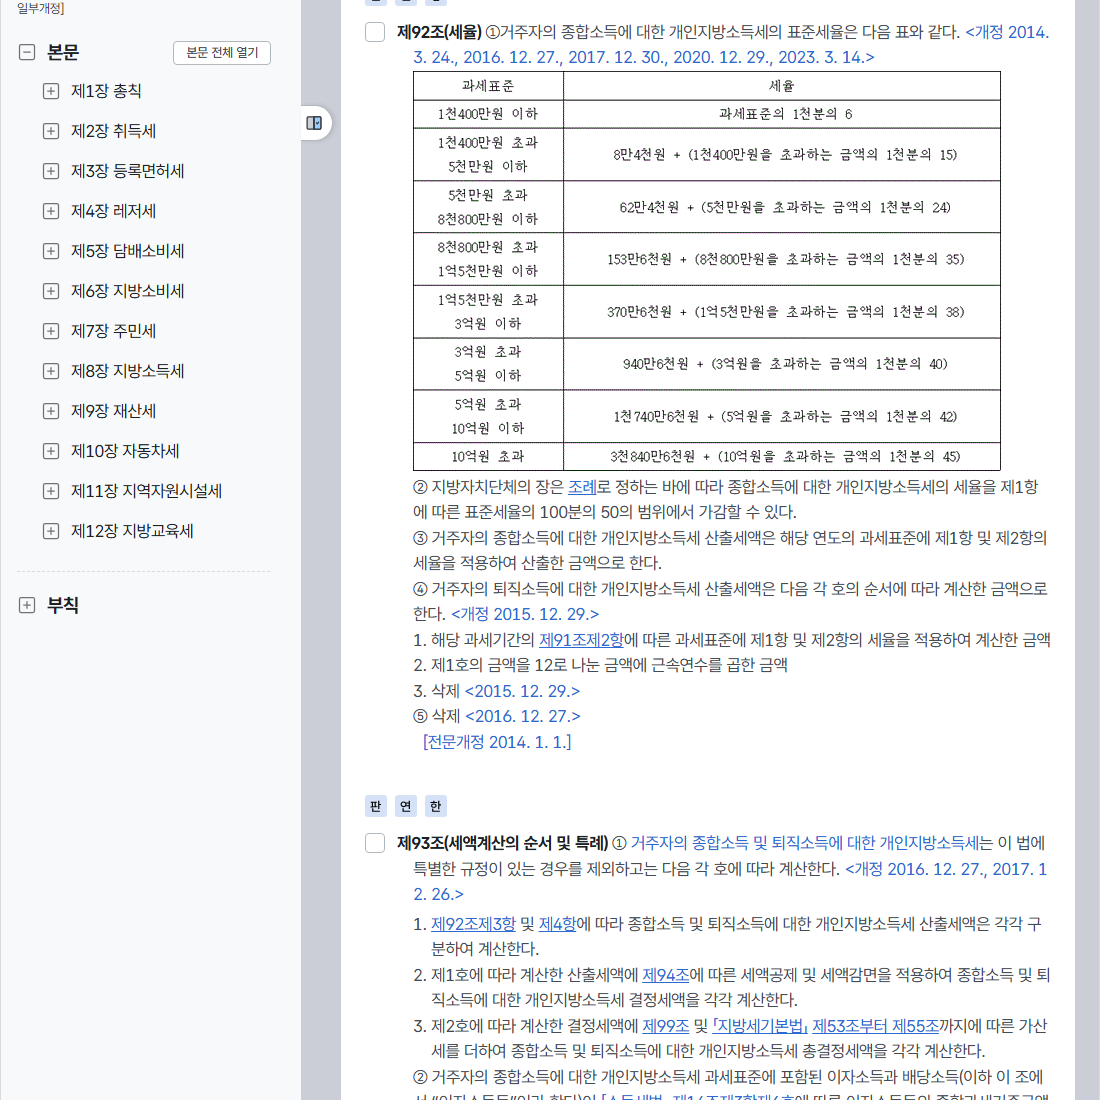 일부개정]
본문
본문 전체 열기
제1장 총칙
제2장 취득세
제3장 등록면허세
제4장 레저세
제5장 담배소비세
제6장 지방소비세
제7장 주민세
제8장 지방소득세
제9장 재산세
제10장 자동차세
제11장 지역자원시설세
제12장 지방교육세
부칙
제92조(세율) ①거주자의 종합소득에 대한 개인지방소득세의 표준세율은 다음 표와 같다. <개정 2014.
3. 24., 2016. 12. 27., 2017. 12. 30., 2020. 12. 29., 2023. 3. 14.>
과세표준 세율
1천400만원 이하 과세표준의 1천분의 6
1천400만원 초과
5천만원 이하
8만4천원 + (1천400만원을 초과하는 금액의 1천분의 15)
5천만원 초과
8천800만원 이하
62만4천원 + (5천만원을 초과하는 금액의 1천분의 24)
8천800만원 초과
1억5천만원 이하
153만6천원 + (8천800만원을 초과하는 금액의 1천분의 35)
1억5천만원 초과
3억원 이하
370만6천원 + (1억5천만원을 초과하는 금액의 1천분의 38)
3억원 초과
5억원 이하
940만6천원 + (3억원을 초과하는 금액의 1천분의 40)
5억원 초과
10억원 이하
1천740만6천원 + (5억원을 초과하는 금액의 1천분의 42)
10억원 초과 3천840만6천원 + (10억원을 초과하는 금액의 1천분의 45)
② 지방자치단체의 장은 조례로 정하는 바에 따라 종합소득에 대한 개인지방소득세의 세율을 제1항
에 따른 표준세율의 100분의 50의 범위에서 가감할 수 있다.
③ 거주자의 종합소득에 대한 개인지방소득세 산출세액은 해당 연도의 과세표준에 제1항 및 제2항의
세율을 적용하여 산출한 금액으로 한다.
④ 거주자의 퇴직소득에 대한 개인지방소득세 산출세액은 다음 각 호의 순서에 따라 계산한 금액으로
한다. <개정 2015. 12. 29.>
1. 해당 과세기간의 제91조제2항에 따른 과세표준에 제1항 및 제2항의 세율을 적용하여 계산한 금액
2. 제1호의 금액을 12로 나눈 금액에 근속연수를 곱한 금액
3. 삭제 <2015. 12. 29.>
⑤ 삭제 <2016. 12. 27.>
[전문개정 2014. 1. 1.]
판 연 한
제93조(세액계산의 순서 및 특례) ① 거주자의 종합소득 및 퇴직소득에 대한 개인지방소득세는 이 법에
특별한 규정이 있는 경우를 제외하고는 다음 각 호에 따라 계산한다. <개정 2016. 12. 27., 2017. 1
2. 26.>
1. 제92조제3항 및 제4항에 따라 종합소득 및 퇴직소득에 대한 개인지방소득세 산출세액은 각각 구
분하여 계산한다.
2. 제1호에 따라 계산한 산출세액에 제94조에 따른 세액공제 및 세액감면을 적용하여 종합소득 및 퇴
직소득에 대한 개인지방소득세 결정세액을 각각 계산한다.
3. 제2호에 따라 계산한 결정세액에 제99조 및 「지방세기본법」 제53조부터 제55조까지에 따른 가산
세를 더하여 종합소득 및 퇴직소득에 대한 개인지방소득세 총결정세액을 각각 계산한다.
② 거주자의 종합소득에 대한 개인지방소득세 과세표준에 포함된 이자소득과 배당소득(이하 이 조에